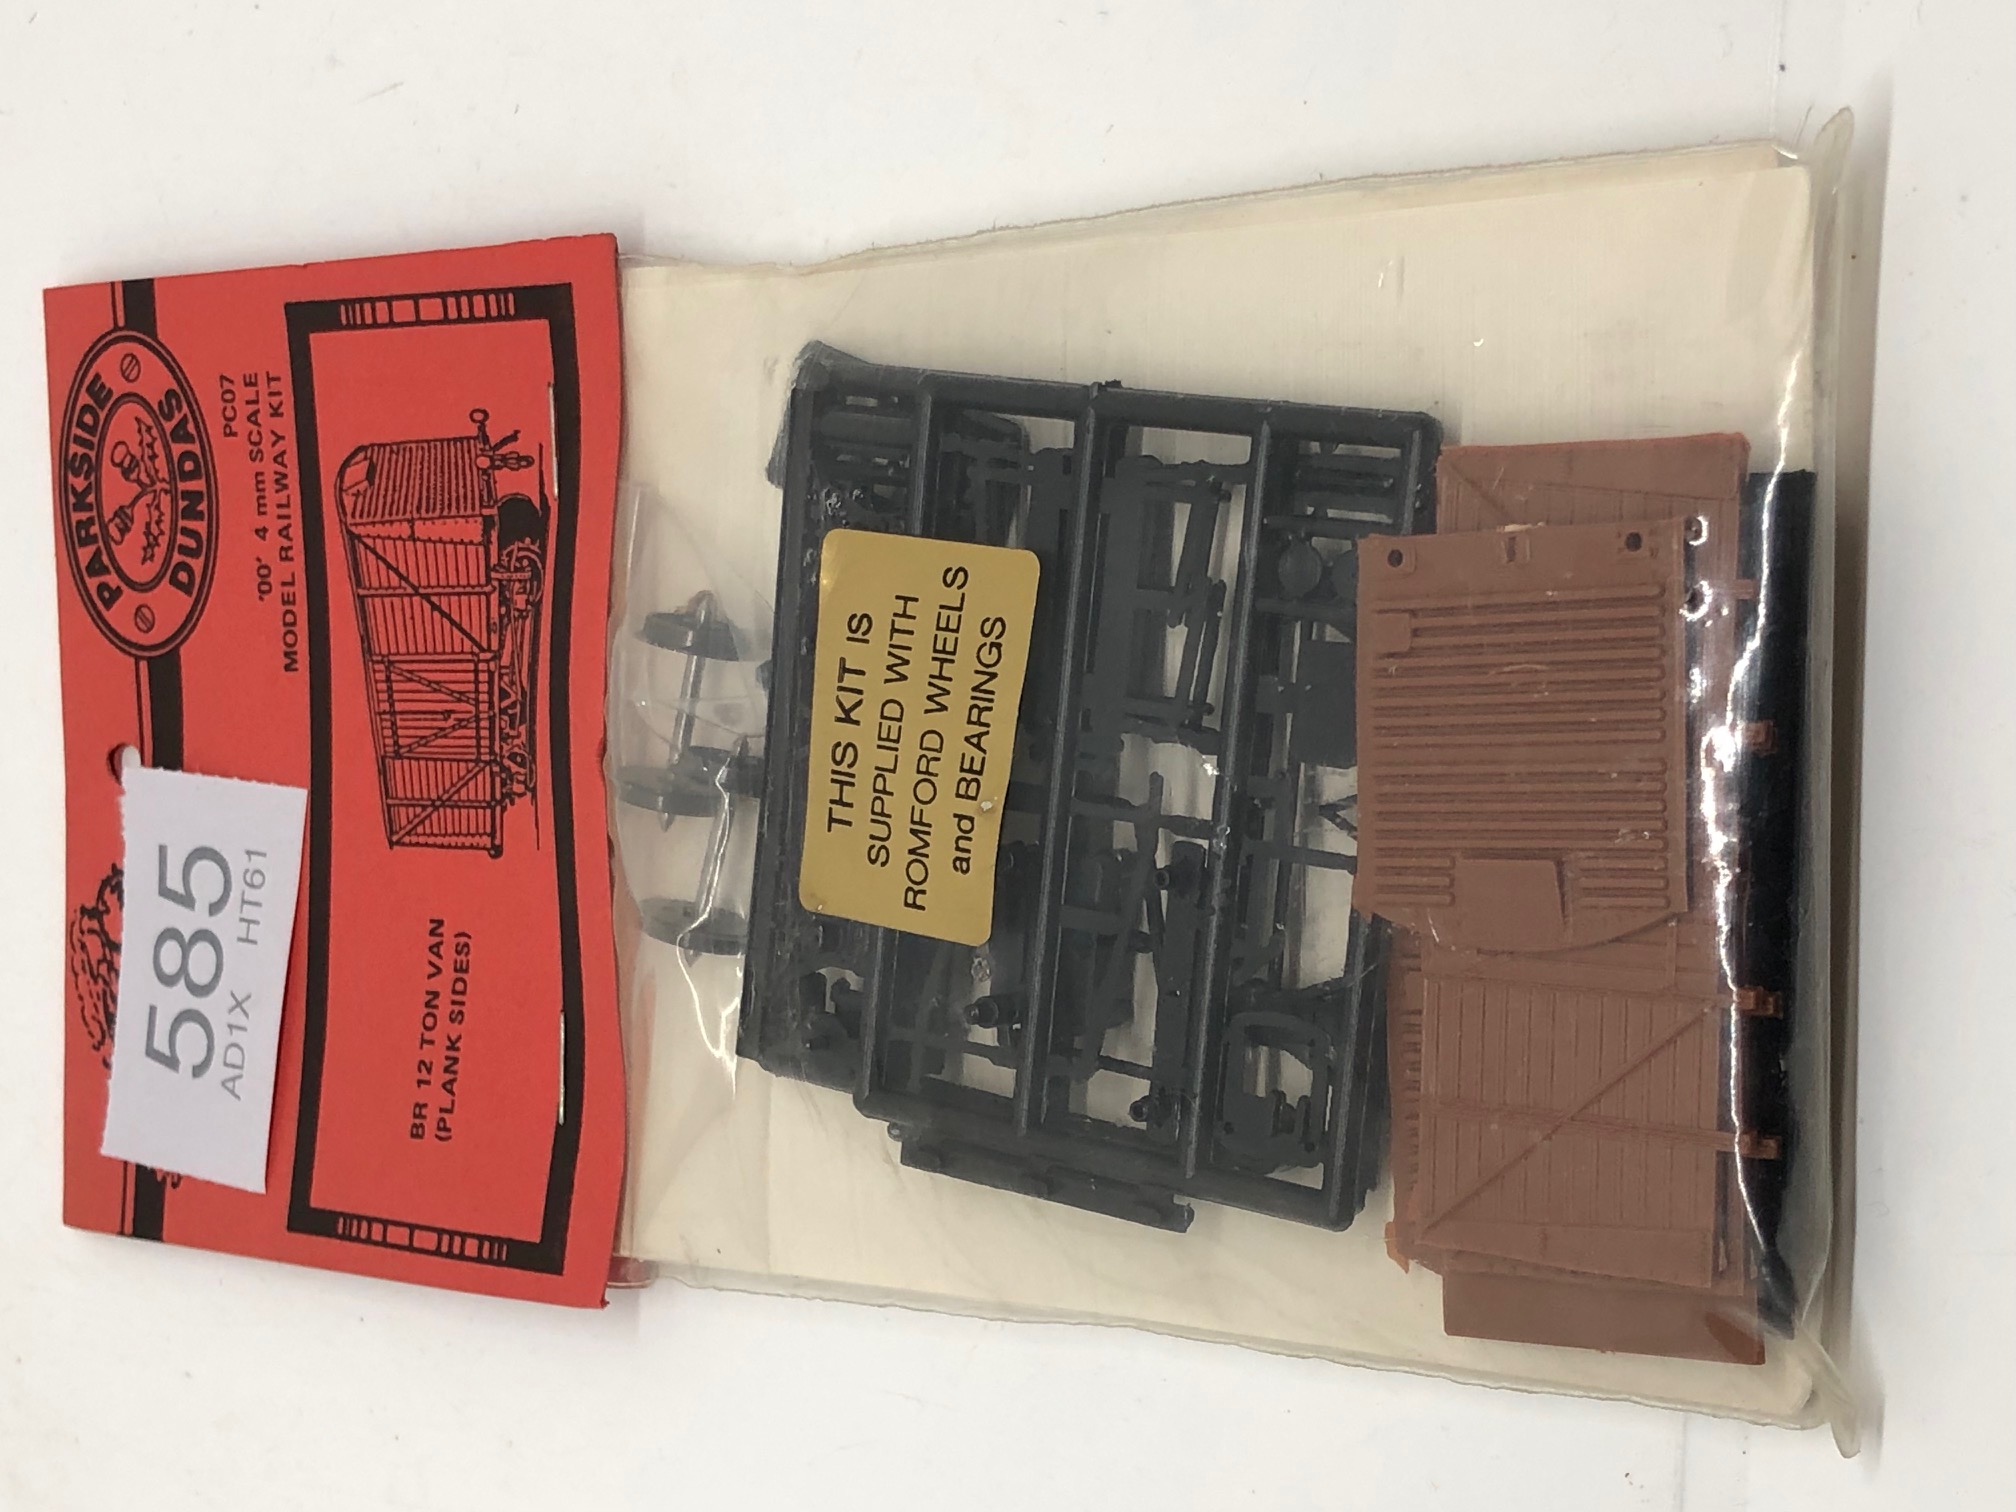 PARKSIDE
DUNDAS
PC07
'00' 4 mm SCALE
MODEL RAILWAY KIT
585
AD1X HT61
BR 12 TON VAN
(PLANK SIDES)
THIS KIT IS
SUPPLIED WITH
ROMFORD WHEELS
and BEARINGS